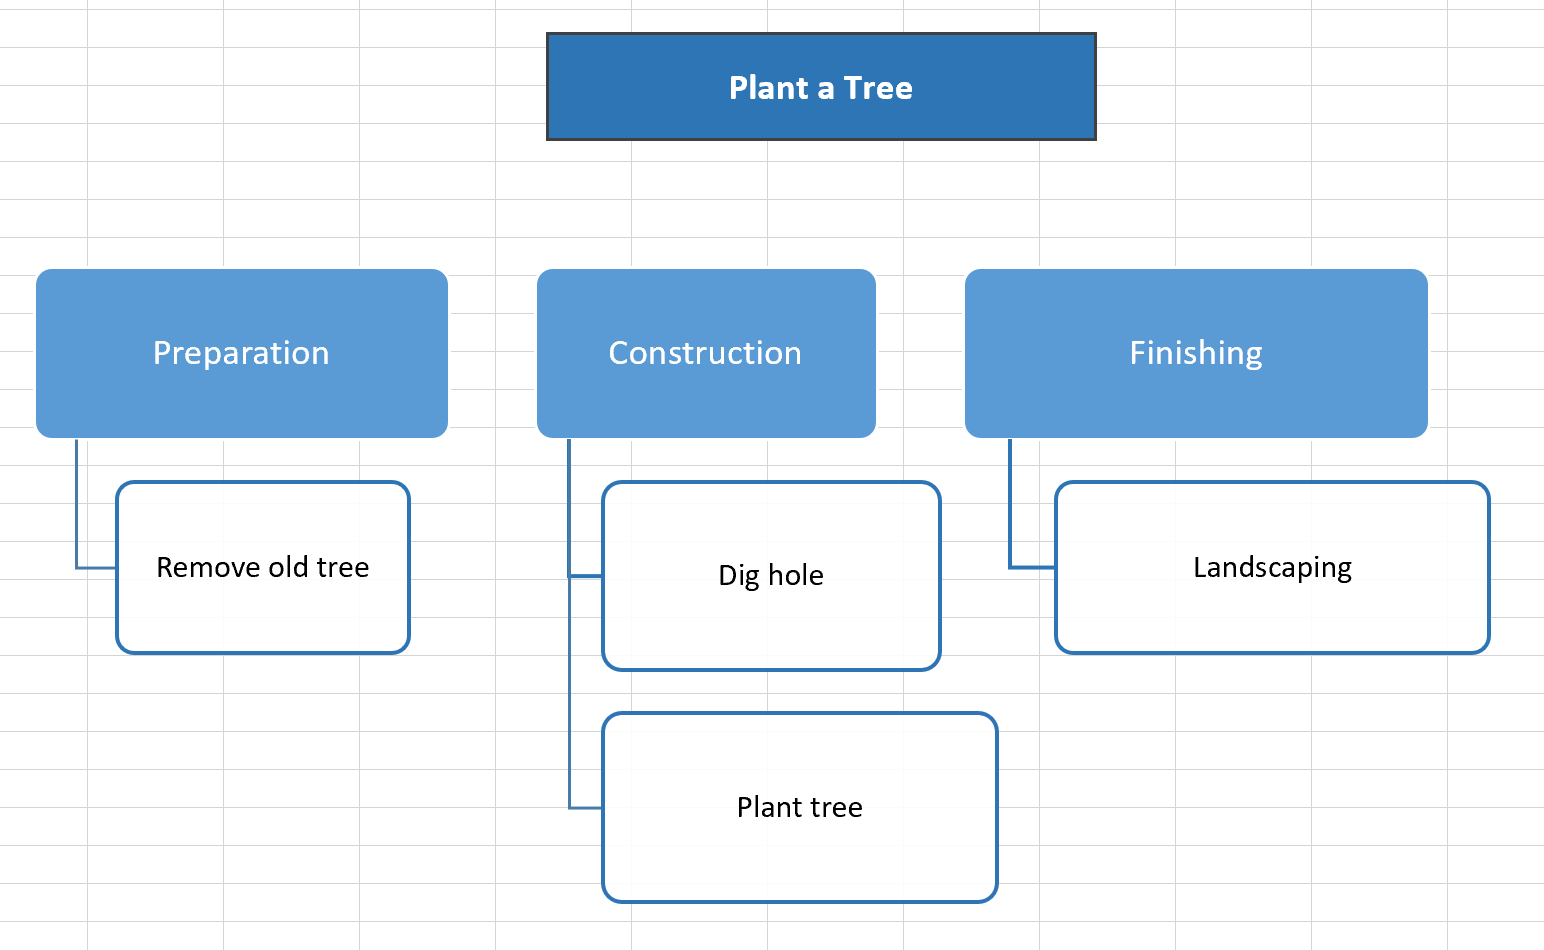 Plant a Tree
Preparation
Construction
Finishing
Remove old tree
Dig hole
Landscaping
Plant tree